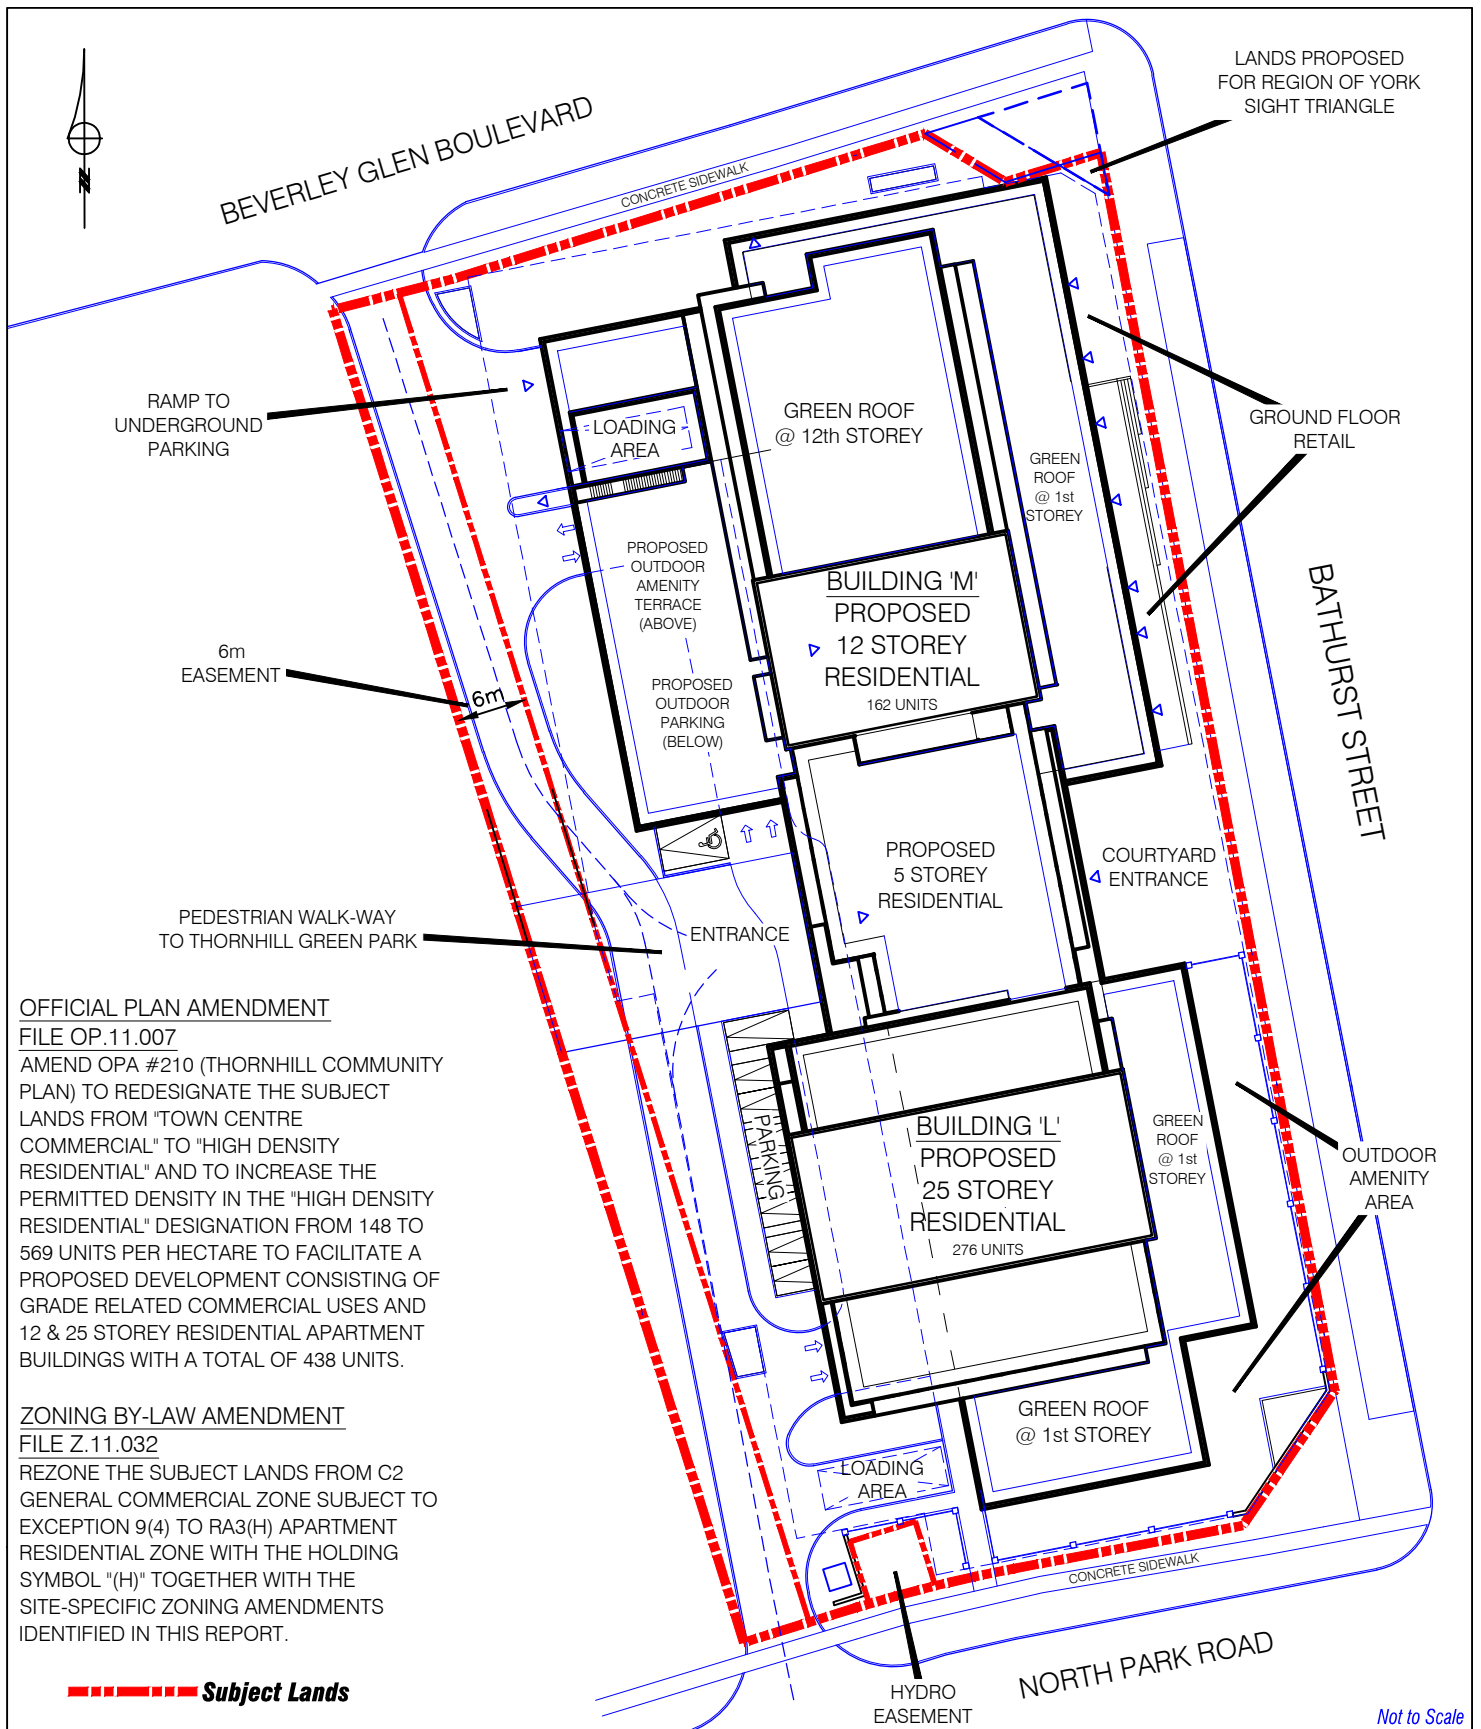 LANDS PROPOSED
FOR REGION OF YORK
SIGHT TRIANGLE
BEVERLEY GLEN BOULEVARD
CONCRETE SIDEWALK
N
RAMP TO
UNDERGROUND
PARKING
LOADING
AREA
GREEN ROOF
@ 12th STOREY
GREEN
ROOF
@ 1st
STOREY
GROUND FLOOR
RETAIL
PROPOSED
OUTDOOR
AMENITY
TERRACE
(ABOVE)
PROPOSED
OUTDOOR
PARKING
(BELOW)
BUILDING 'M'
PROPOSED
12 STOREY
RESIDENTIAL
162 UNITS
BATHURST STREET
6m
EASEMENT
6m
PROPOSED
5 STOREY
RESIDENTIAL
COURTYARD
ENTRANCE
PEDESTRIAN WALK-WAY
TO THORNHILL GREEN PARK
ENTRANCE
OFFICIAL PLAN AMENDMENT
FILE OP.11.007
AMEND OPA #210 (THORNHILL COMMUNITY
PLAN) TO REDESIGNATE THE SUBJECT
LANDS FROM "TOWN CENTRE
COMMERCIAL" TO "HIGH DENSITY
RESIDENTIAL" AND TO INCREASE THE
PERMITTED DENSITY IN THE "HIGH DENSITY
RESIDENTIAL" DESIGNATION FROM 148 TO
569 UNITS PER HECTARE TO FACILITATE A
PROPOSED DEVELOPMENT CONSISTING OF
GRADE RELATED COMMERCIAL USES AND
12 & 25 STOREY RESIDENTIAL APARTMENT
BUILDINGS WITH A TOTAL OF 438 UNITS.
PARKING
BUILDING 'L'
PROPOSED
25 STOREY
RESIDENTIAL
276 UNITS
GREEN
ROOF
@ 1st
STOREY
OUTDOOR
AMENITY
AREA
ZONING BY-LAW AMENDMENT
FILE Z.11.032
REZONE THE SUBJECT LANDS FROM C2
GENERAL COMMERCIAL ZONE SUBJECT TO
EXCEPTION 9(4) TO RA3(H) APARTMENT
RESIDENTIAL ZONE WITH THE HOLDING
SYMBOL "(H)" TOGETHER WITH THE
SITE-SPECIFIC ZONING AMENDMENTS
IDENTIFIED IN THIS REPORT.
GREEN ROOF
@ 1st STOREY
LOADING
AREA
CONCRETE SIDEWALK
NORTH PARK ROAD
HYDRO
EASEMENT
Subject Lands
Not to Scale